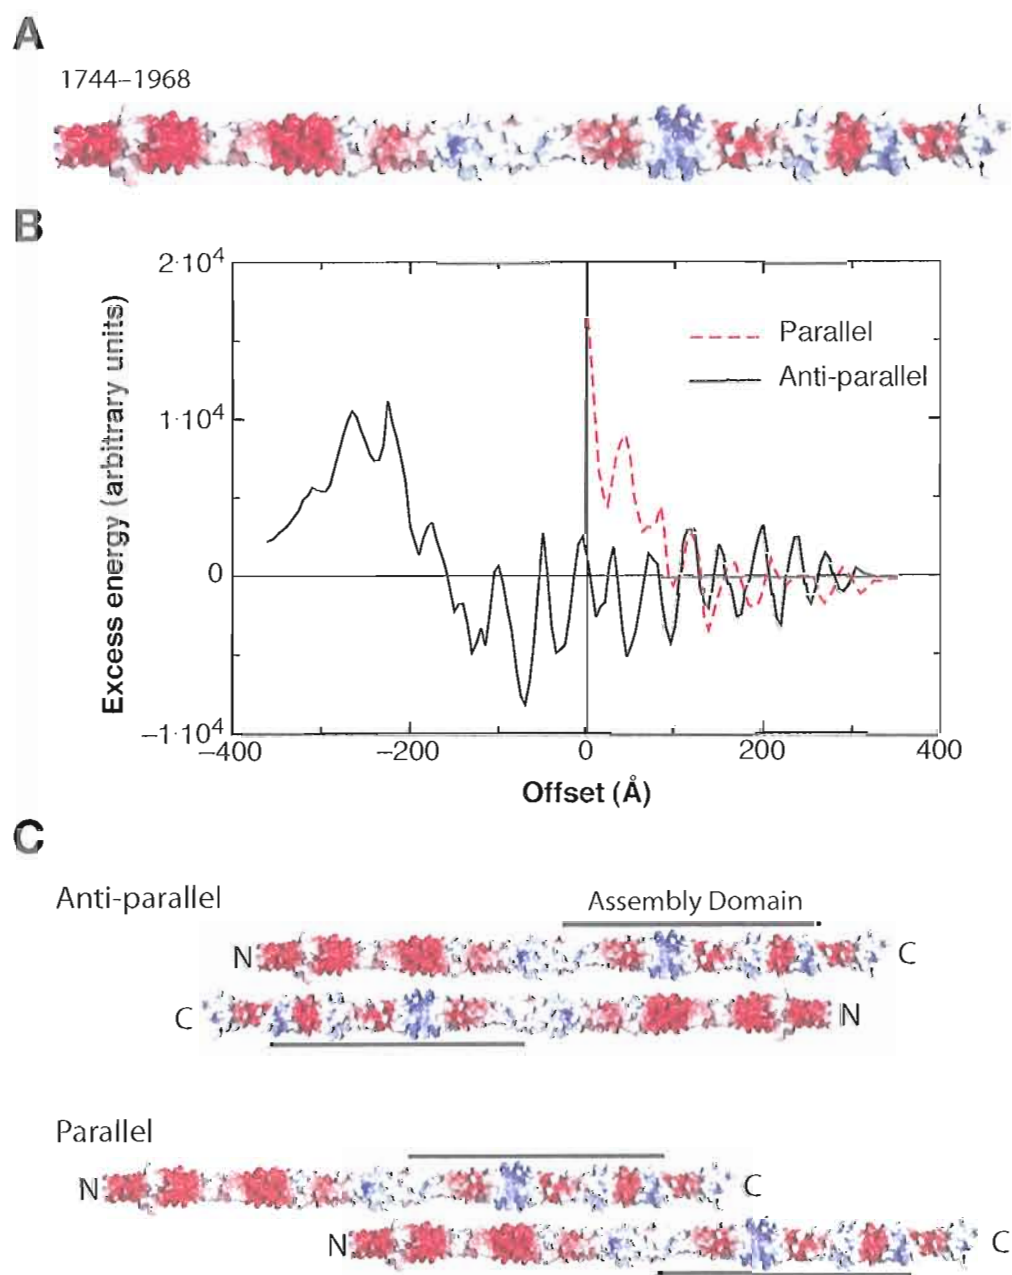 A
1744–1968
B
2·10⁴
1·10⁴
0
−1·10⁴
Excess energy (arbitrary units)
Parallel
Anti-parallel
−400
−200
0
200
400
Offset (Å)
C
Anti-parallel
Assembly Domain
N
C
C
N
Parallel
N
C
N
C